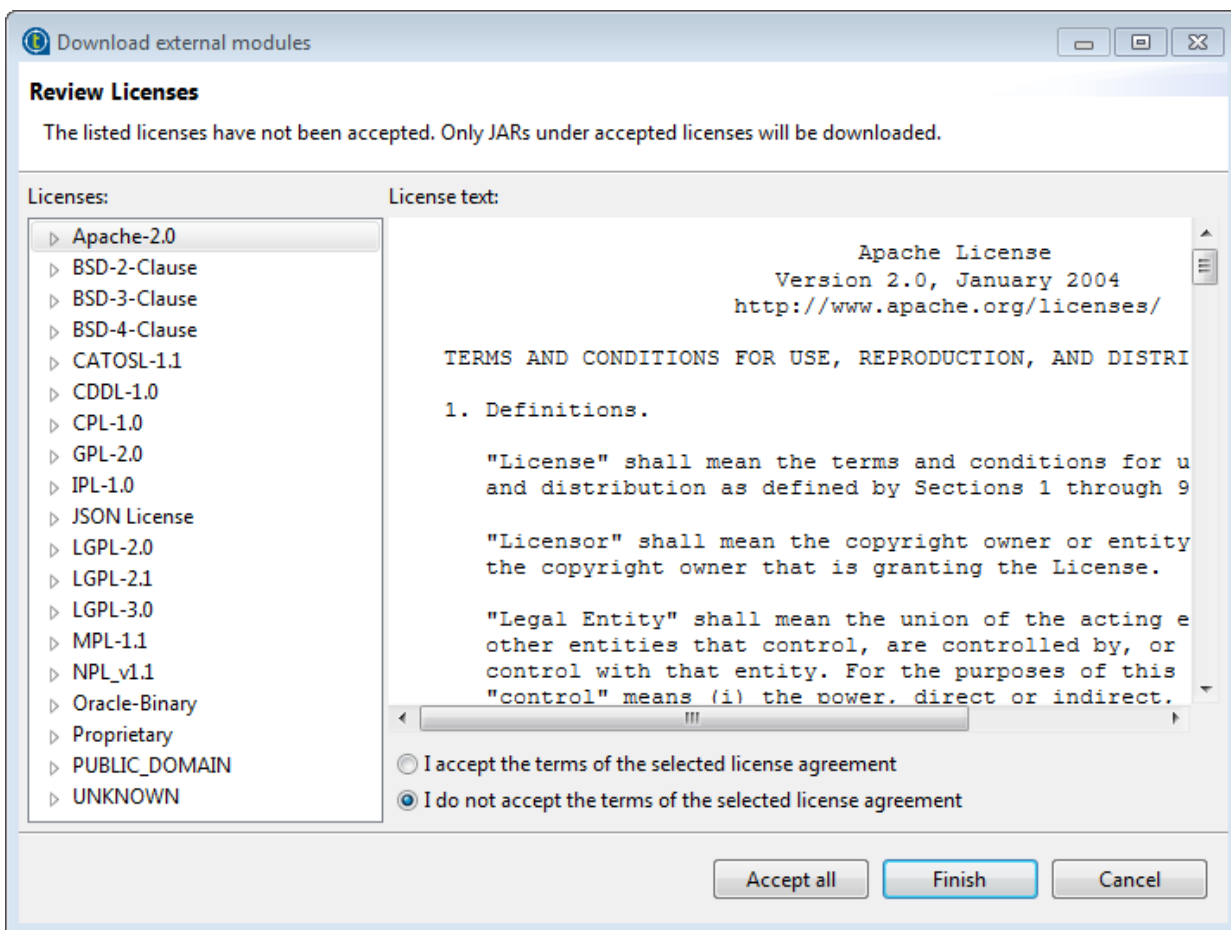 Download external modules
Review Licenses
The listed licenses have not been accepted. Only JARs under accepted licenses will be downloaded.
Licenses:
Apache-2.0
BSD-2-Clause
BSD-3-Clause
BSD-4-Clause
CATOSL-1.1
CDDL-1.0
CPL-1.0
GPL-2.0
IPL-1.0
JSON License
LGPL-2.0
LGPL-2.1
LGPL-3.0
MPL-1.1
NPL_v1.1
Oracle-Binary
Proprietary
PUBLIC_DOMAIN
UNKNOWN
License text:
Apache License
Version 2.0, January 2004
http://www.apache.org/licenses/
TERMS AND CONDITIONS FOR USE, REPRODUCTION, AND DISTRI
1. Definitions.
"License" shall mean the terms and conditions for u
and distribution as defined by Sections 1 through 9
"Licensor" shall mean the copyright owner or entity
the copyright owner that is granting the License.
"Legal Entity" shall mean the union of the acting e
other entities that control, are controlled by, or
control with that entity. For the purposes of this
"control" means (i) the power, direct or indirect,
I accept the terms of the selected license agreement
I do not accept the terms of the selected license agreement
Accept all
Finish
Cancel